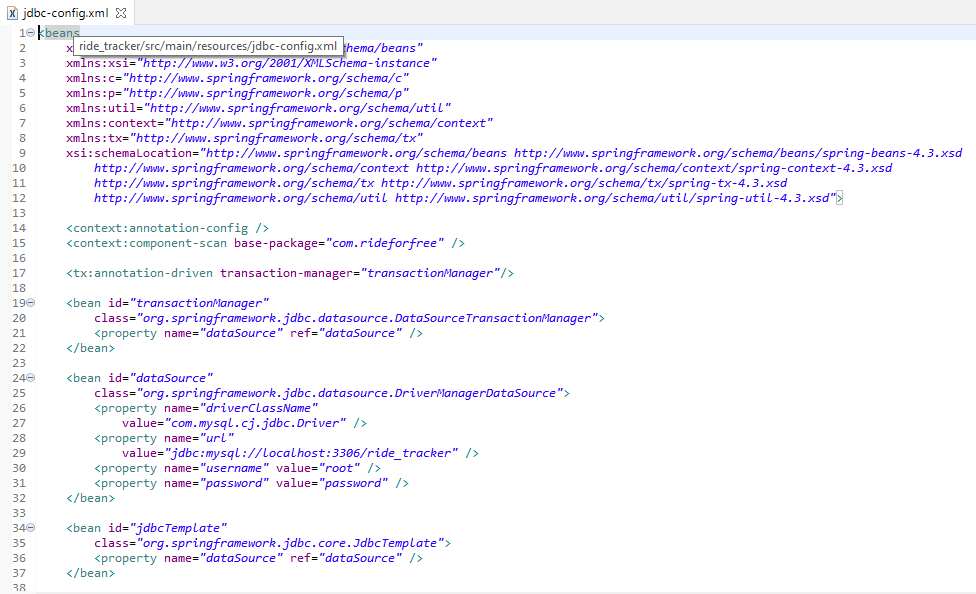 jdbc-config.xml
1 <beans
ride_tracker/src/main/resources/jdbc-config.xml
2 x hema/beans"
3 xmlns:xsi="http://www.w3.org/2001/XMLSchema-instance"
4 xmlns:c="http://www.springframework.org/schema/c"
5 xmlns:p="http://www.springframework.org/schema/p"
6 xmlns:util="http://www.springframework.org/schema/util"
7 xmlns:context="http://www.springframework.org/schema/context"
8 xmlns:tx="http://www.springframework.org/schema/tx"
9 xsi:schemaLocation="http://www.springframework.org/schema/beans http://www.springframework.org/schema/beans/spring-beans-4.3.xsd
10 http://www.springframework.org/schema/context http://www.springframework.org/schema/context/spring-context-4.3.xsd
11 http://www.springframework.org/schema/tx http://www.springframework.org/schema/tx/spring-tx-4.3.xsd
12 http://www.springframework.org/schema/util http://www.springframework.org/schema/util/spring-util-4.3.xsd">
13
14 <context:annotation-config />
15 <context:component-scan base-package="com.rideforfree" />
16
17 <tx:annotation-driven transaction-manager="transactionManager"/>
18
19 <bean id="transactionManager"
20 class="org.springframework.jdbc.datasource.DataSourceTransactionManager">
21 <property name="dataSource" ref="dataSource" />
22 </bean>
23
24 <bean id="dataSource"
25 class="org.springframework.jdbc.datasource.DriverManagerDataSource">
26 <property name="driverClassName"
27 value="com.mysql.cj.jdbc.Driver" />
28 <property name="url"
29 value="jdbc:mysql://localhost:3306/ride_tracker" />
30 <property name="username" value="root" />
31 <property name="password" value="password" />
32 </bean>
33
34 <bean id="jdbcTemplate"
35 class="org.springframework.jdbc.core.JdbcTemplate">
36 <property name="dataSource" ref="dataSource" />
37 </bean>
38